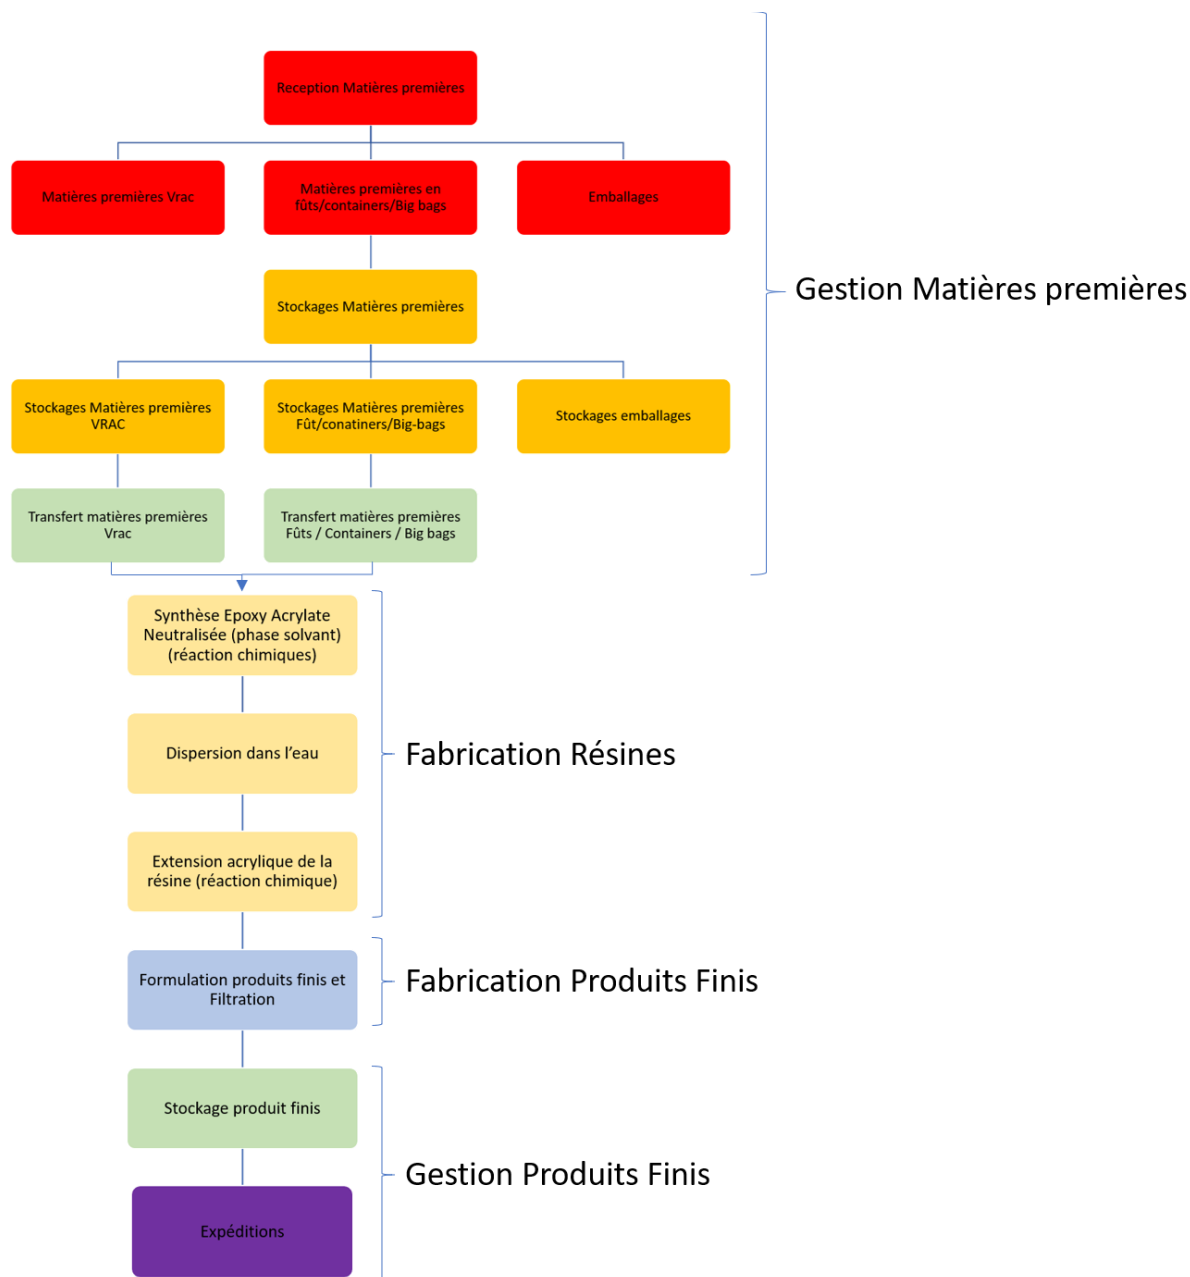 Reception Matières premières
Matières premières Vrac
Matières premières en
fûts/containers/Big bags
Emballages
Gestion Matières premières
Stockages Matières premières
Stockages Matières premières
VRAC
Stockages Matières premières
Fût/conatiners/Big-bags
Stockages emballages
Transfert matières premières
Vrac
Transfert matières premières
Fûts / Containers / Big bags
Synthèse Epoxy Acrylate
Neutralisée (phase solvant)
(réaction chimiques)
Dispersion dans l’eau
Fabrication Résines
Extension acrylique de la
résine (réaction chimique)
Formulation produits finis et
Filtration
Fabrication Produits Finis
Stockage produit finis
Gestion Produits Finis
Expéditions